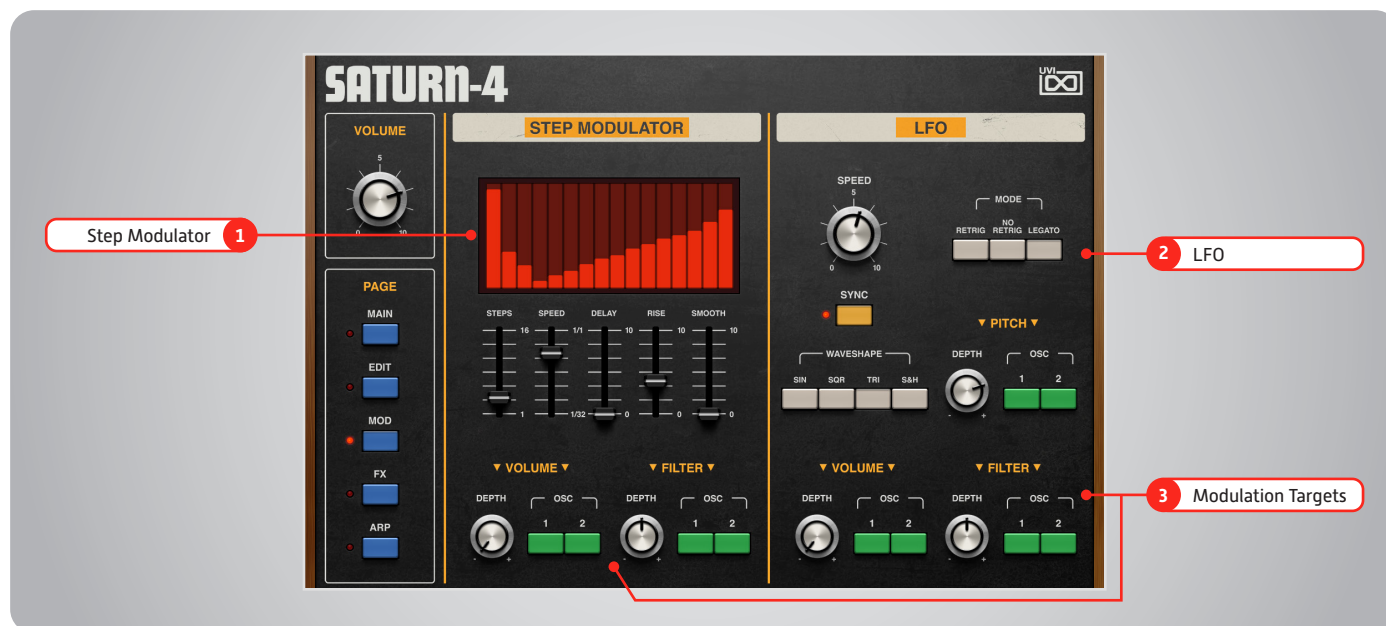 SATURN-4
UVI
VOLUME
5
0 10
PAGE
MAIN
EDIT
MOD
FX
ARP
STEP MODULATOR
STEPS SPEED DELAY RISE SMOOTH
16 1/1 10 10 10
1 1/32 0 0 0
▼ VOLUME ▼ ▼ FILTER ▼
DEPTH OSC DEPTH OSC
1 2 1 2
- + - +
LFO
SPEED
5
0 10
MODE
RETRIG NO RETRIG LEGATO
SYNC
WAVESHAPE
SIN SQR TRI S&H
▼ PITCH ▼
DEPTH OSC
1 2
- +
▼ VOLUME ▼ ▼ FILTER ▼
DEPTH OSC DEPTH OSC
1 2 1 2
- + - +
Step Modulator 1
2 LFO
3 Modulation Targets